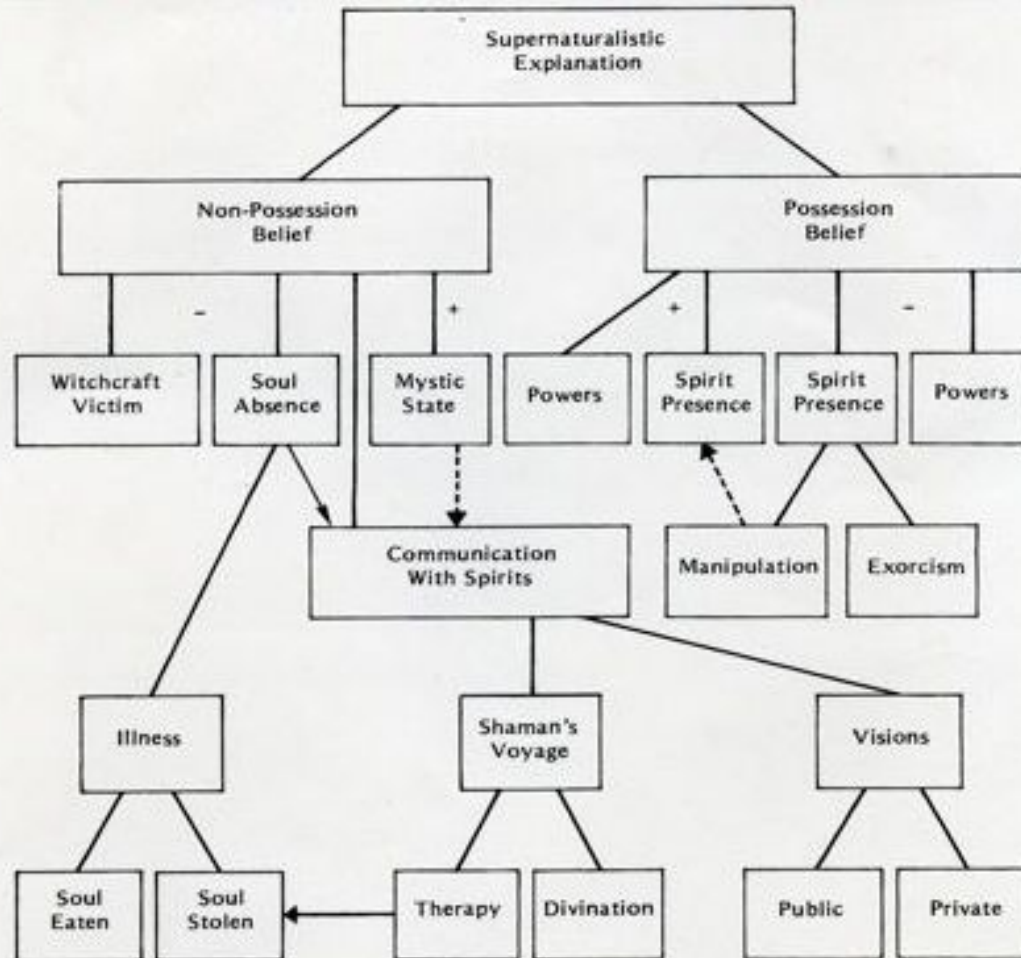 Supernaturalistic
Explanation
Non-Possession
Belief
Possession
Belief
-
+
+
-
Witchcraft
Victim
Soul
Absence
Mystic
State
Powers
Spirit
Presence
Spirit
Presence
Powers
Communication
With Spirits
Manipulation
Exorcism
Illness
Shaman's
Voyage
Visions
Soul
Eaten
Soul
Stolen
Therapy
Divination
Public
Private